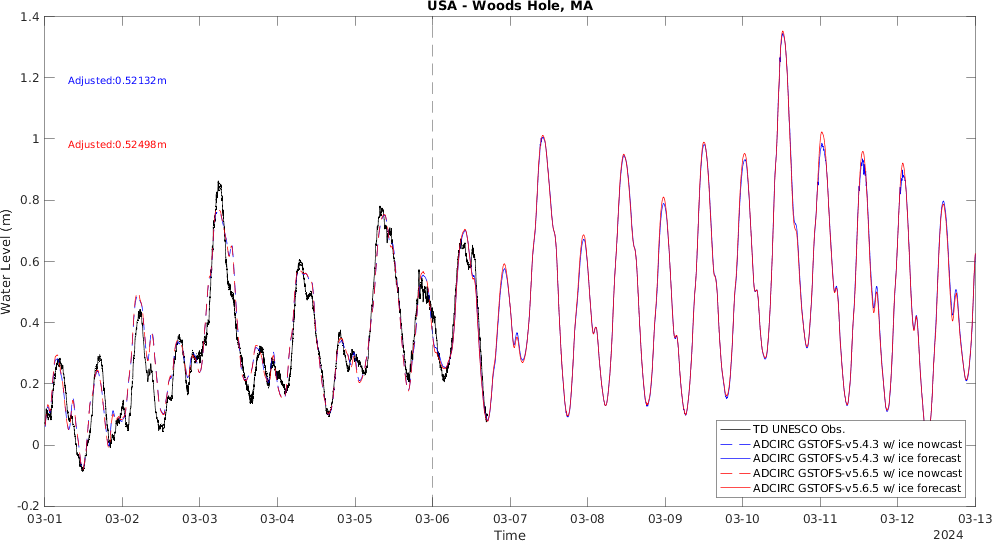 USA - Woods Hole, MA
1.4
1.2
1
0.8
0.6
0.4
0.2
0
-0.2
Water Level (m)
Adjusted:0.52132m
Adjusted:0.52498m
TD UNESCO Obs.
ADCIRC GSTOFS-v5.4.3 w/ ice nowcast
ADCIRC GSTOFS-v5.4.3 w/ ice forecast
ADCIRC GSTOFS-v5.6.5 w/ ice nowcast
ADCIRC GSTOFS-v5.6.5 w/ ice forecast
03-01 03-02 03-03 03-04 03-05 03-06 03-07 03-08 03-09 03-10 03-11 03-12 03-13
Time
2024